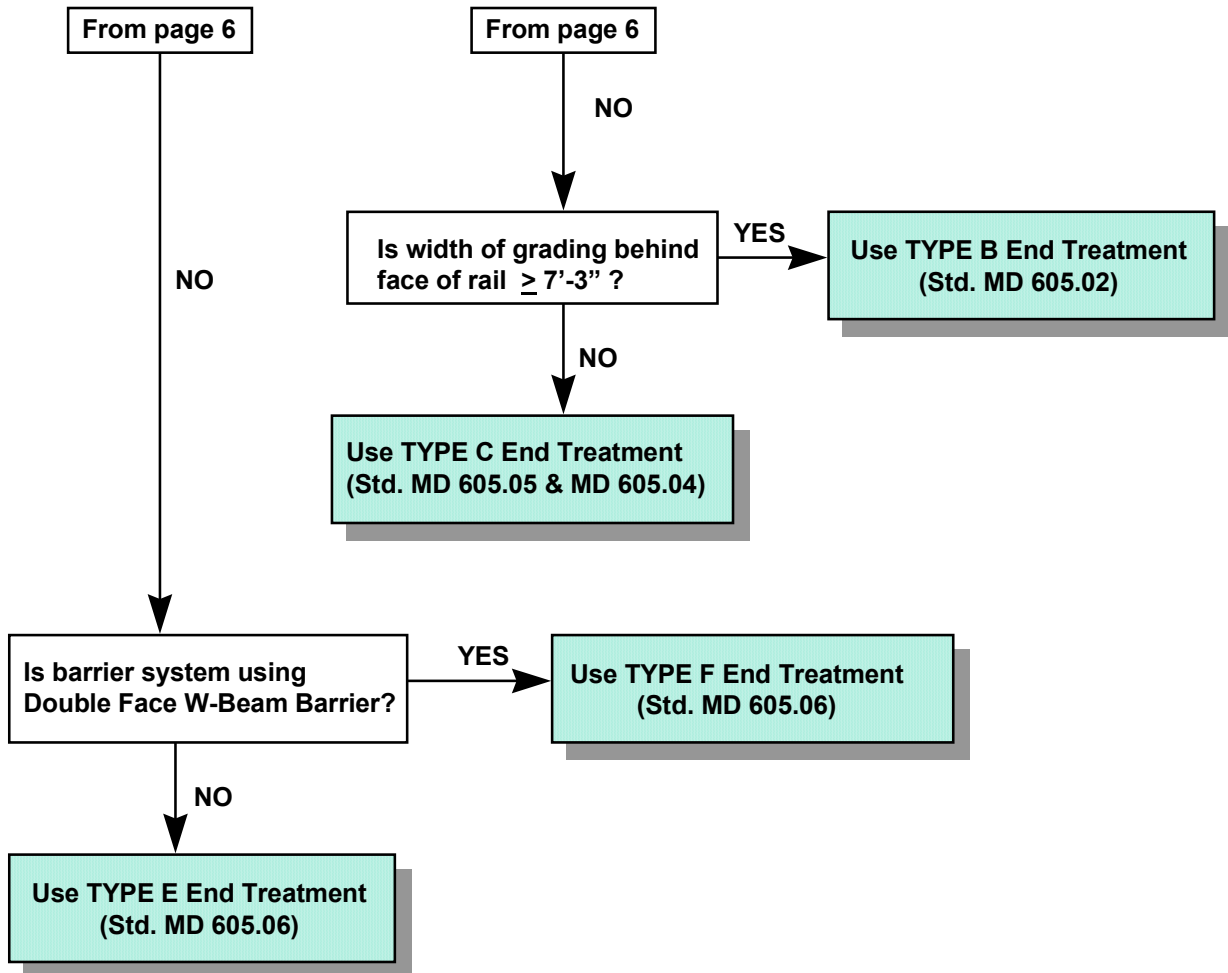 From page 6
From page 6
NO
NO
Is width of grading behind
face of rail ≥ 7'-3” ?
YES
Use TYPE B End Treatment
(Std. MD 605.02)
NO
Use TYPE C End Treatment
(Std. MD 605.05 & MD 605.04)
Is barrier system using
Double Face W-Beam Barrier?
YES
Use TYPE F End Treatment
(Std. MD 605.06)
NO
Use TYPE E End Treatment
(Std. MD 605.06)